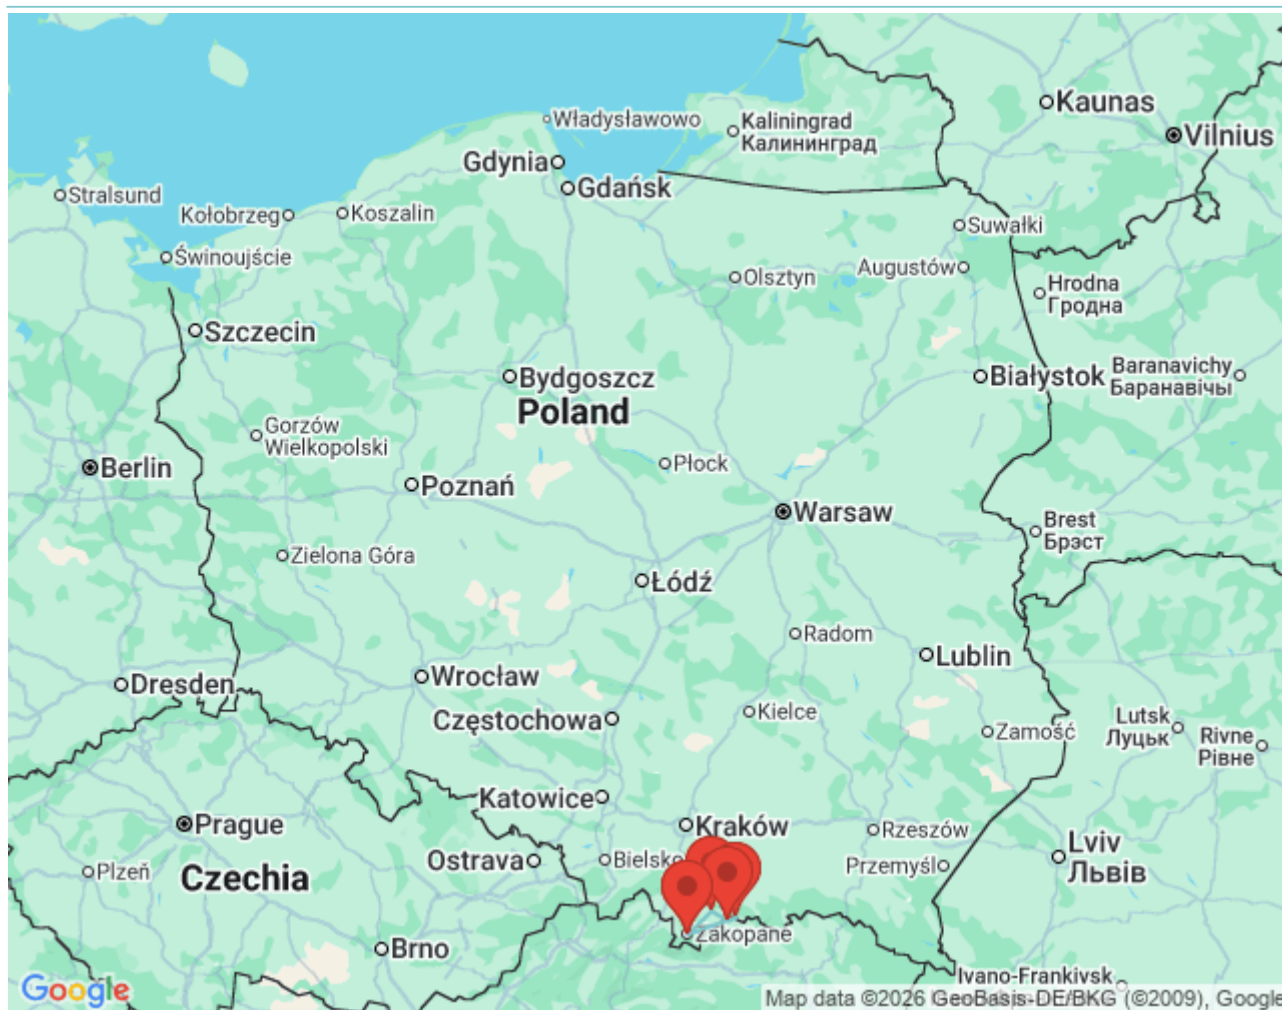 Władysławowo
Kaliningrad
Калининград
Kaunas
Vilnius
Gdynia
Gdańsk
Stralsund
Kołobrzeg
Koszalin
Suwałki
Świnoujście
Olsztyn
Augustów
Hrodna
Гродна
Szczecin
Bydgoszcz
Poland
Białystok
Baranavichy
Баранавічы
Gorzów
Wielkopolski
Berlin
Płock
Poznań
Warsaw
Brest
Брэст
Zielona Góra
Łódź
Radom
Lublin
Wrocław
Dresden
Częstochowa
Kielce
Zamość
Lutsk
Луцьк
Rivne
Рівне
Katowice
Prague
Kraków
Rzeszów
Lviv
Львів
Plzeň
Czechia
Ostrava
Bielsko
Przemyśl
Zakopane
Brno
Ivano-Frankivsk
Google
Map data ©2026 GeoBasis-DE/BKG (©2009), Google